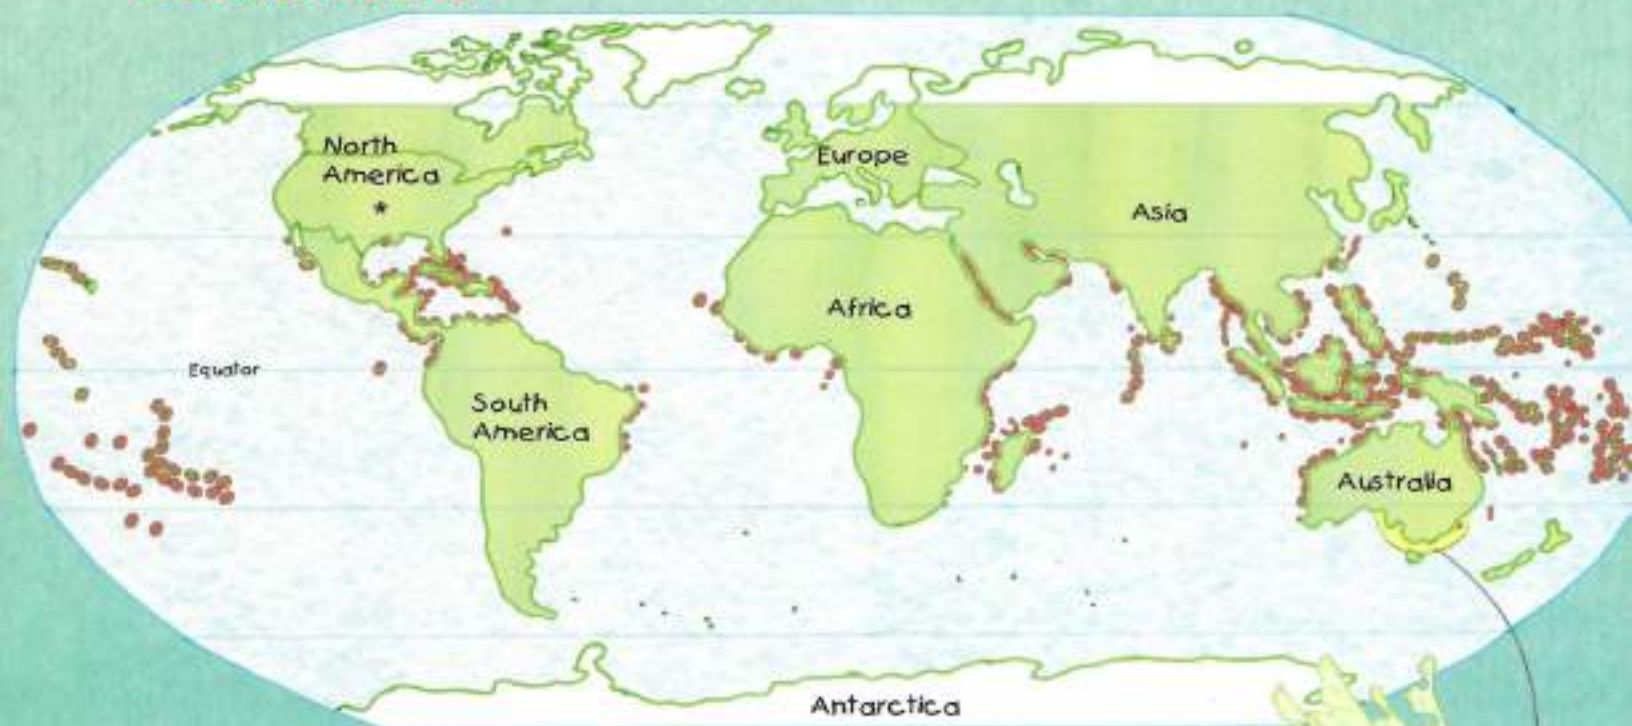 North
America
*
Europe
Asia
Africa
Equator
South
America
Australia
Antarctica